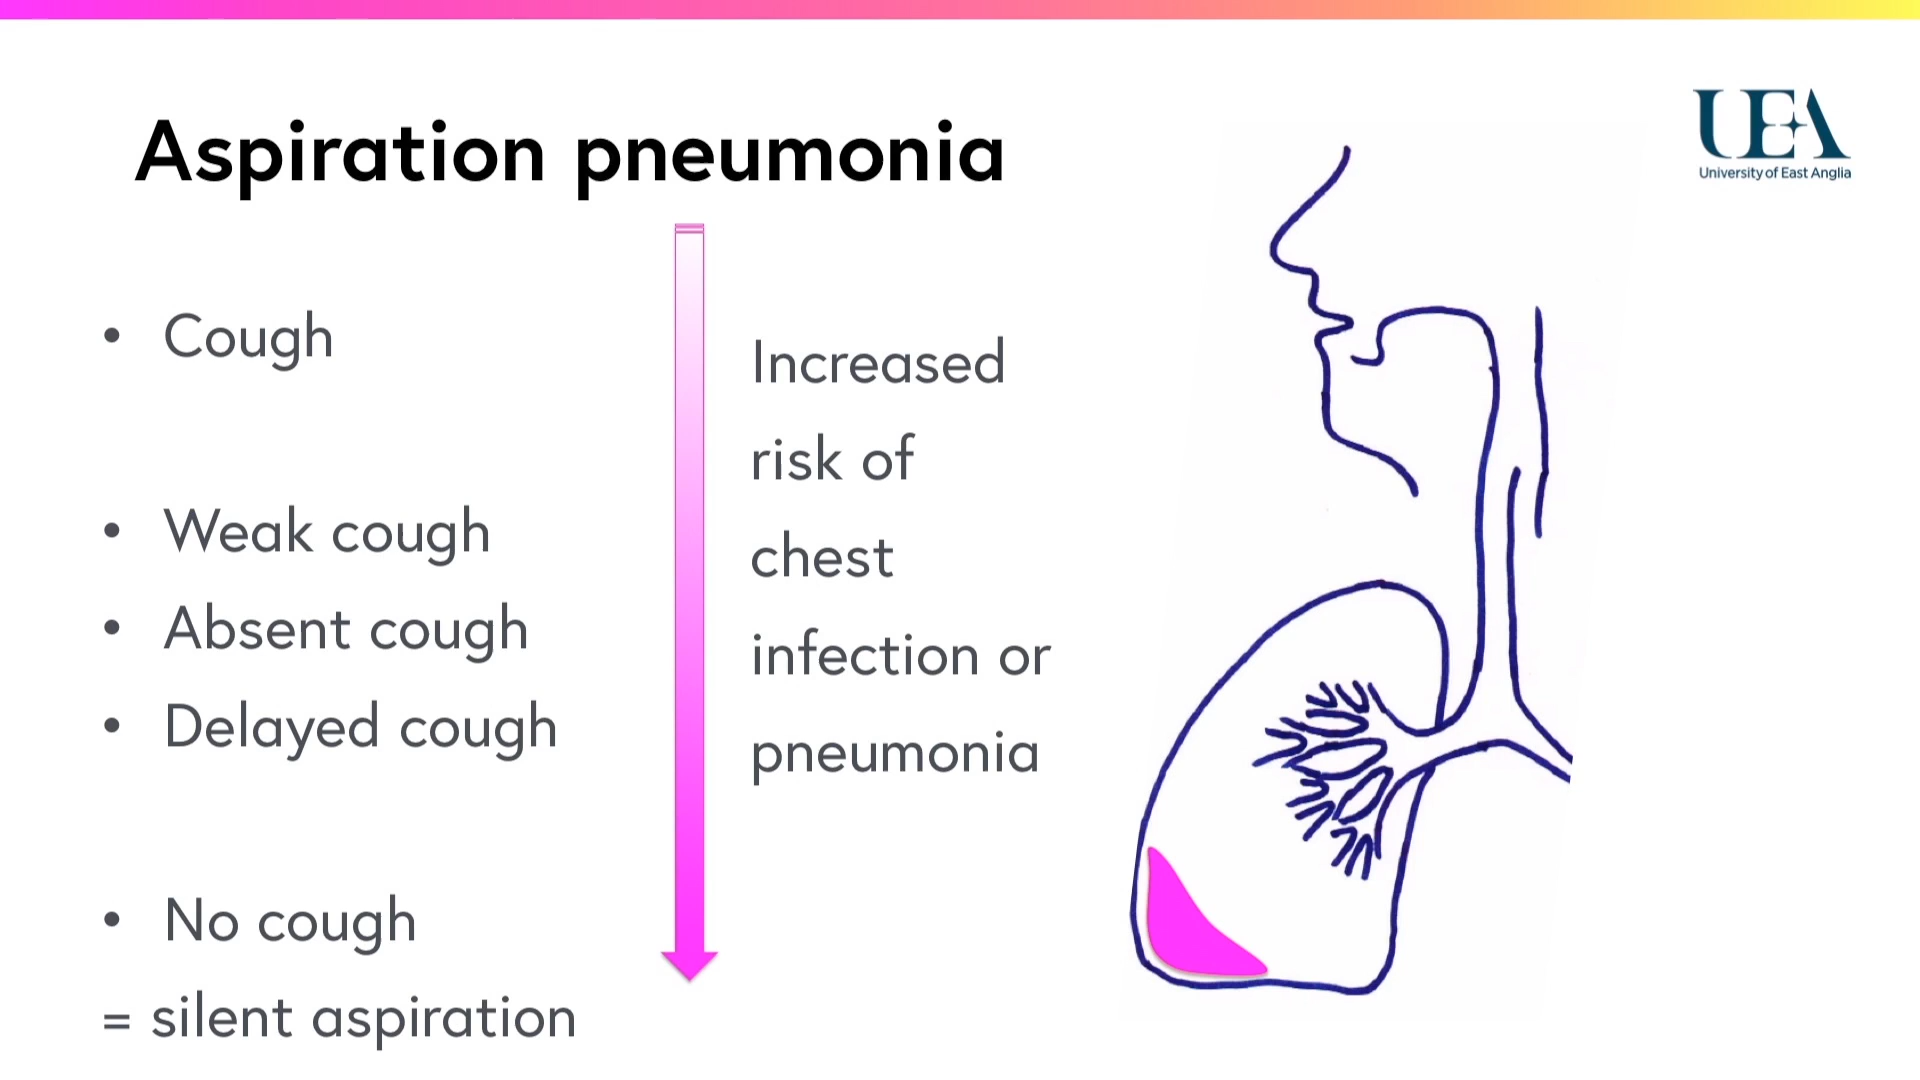 Aspiration pneumonia
UEA
University of East Anglia
• Cough
• Weak cough
• Absent cough
• Delayed cough
• No cough
= silent aspiration
Increased
risk of
chest
infection or
pneumonia